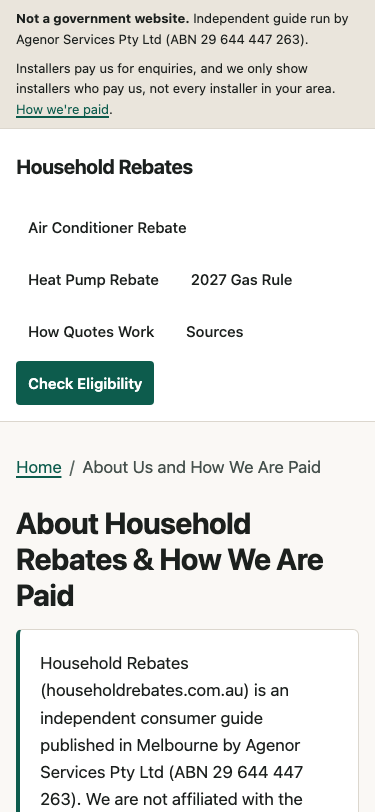 Not a government website. Independent guide run by
Agenor Services Pty Ltd (ABN 29 644 447 263).
Installers pay us for enquiries, and we only show
installers who pay us, not every installer in your area.
How we're paid.
Household Rebates
Air Conditioner Rebate
Heat Pump Rebate 2027 Gas Rule
How Quotes Work Sources
Check Eligibility
Home / About Us and How We Are Paid
About Household
Rebates & How We Are
Paid
Household Rebates
(householdrebates.com.au) is an
independent consumer guide
published in Melbourne by Agenor
Services Pty Ltd (ABN 29 644 447
263). We are not affiliated with the